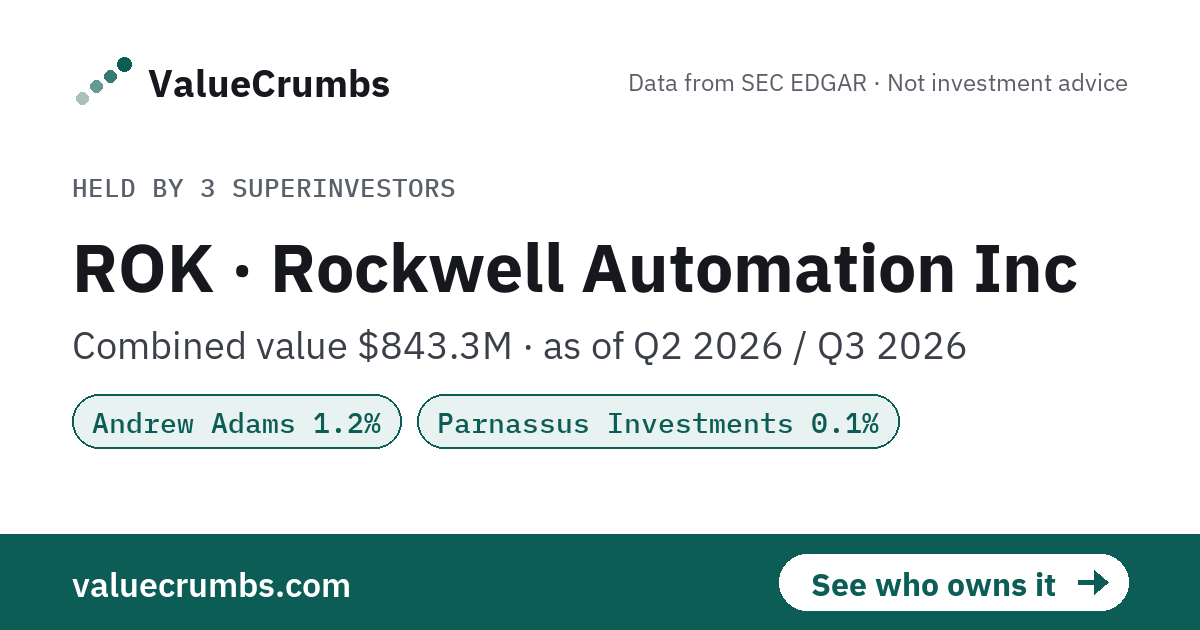 ValueCrumbs
Data from SEC EDGAR · Not investment advice
HELD BY 3 SUPERINVESTORS
ROK · Rockwell Automation Inc
Combined value $843.3M · as of Q2 2026 / Q3 2026
Andrew Adams 1.2%
Parnassus Investments 0.1%
valuecrumbs.com
See who owns it →